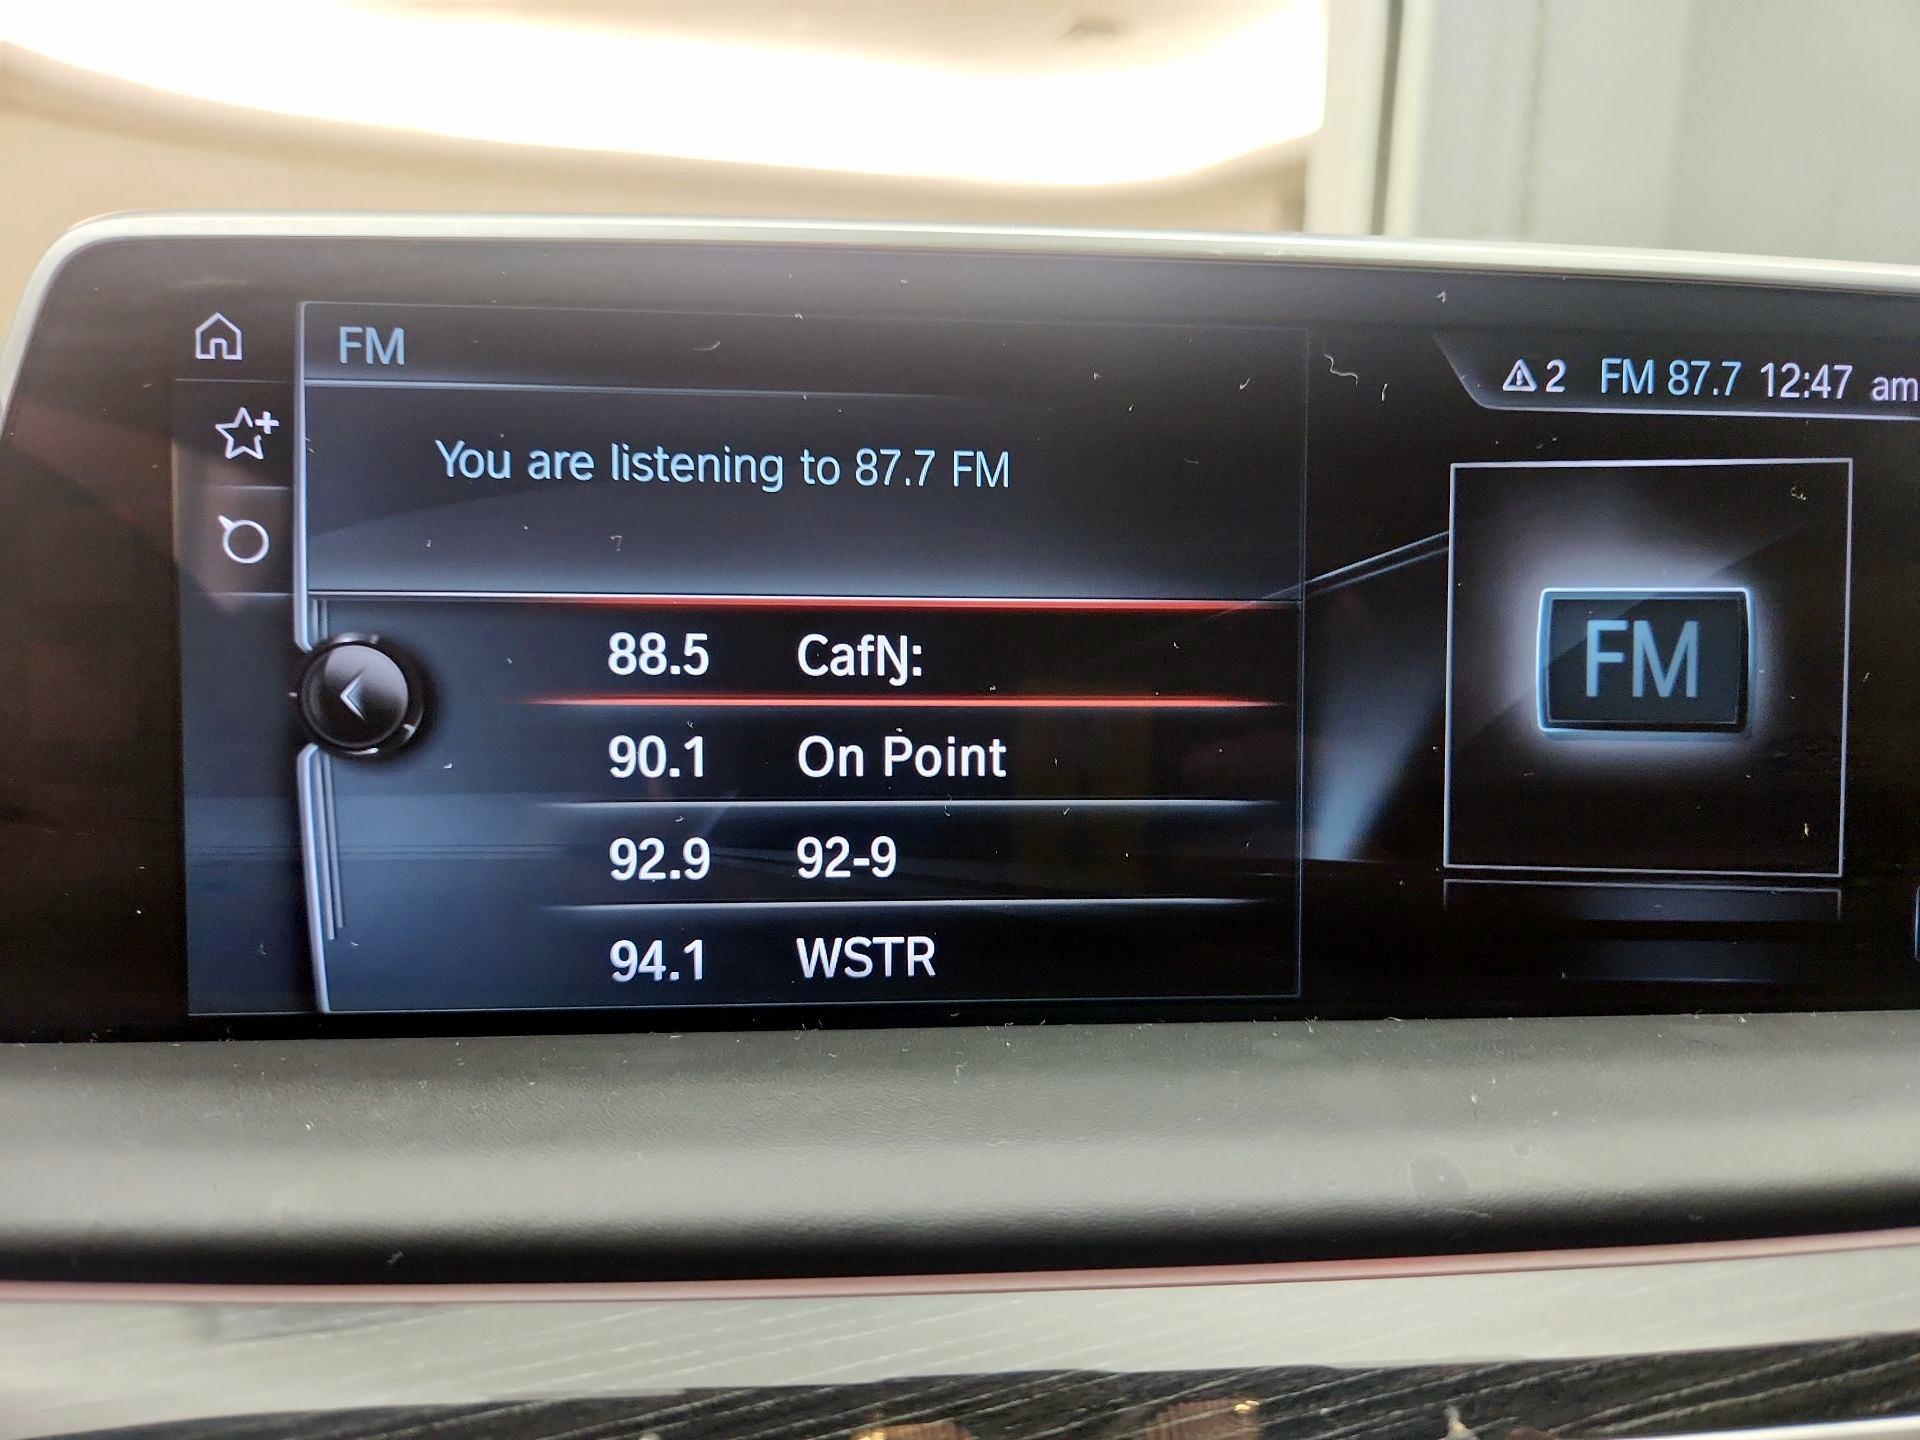 FM
2 FM 87.7 12:47 am
You are listening to 87.7 FM
88.5 CafŊ:
90.1 On Point
92.9 92-9
94.1 WSTR
FM